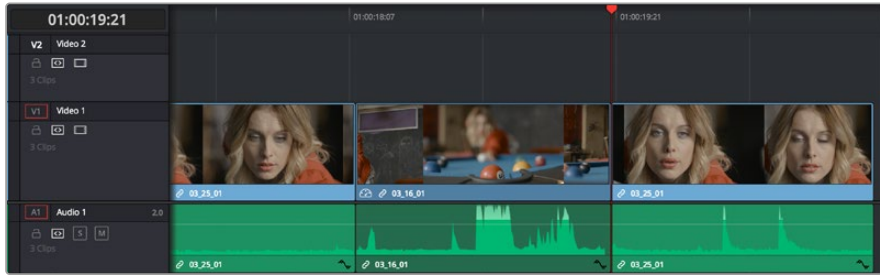 01:00:19:21
01:00:18:07
01:00:19:21
V2 Video 2
3 Clips
V1 Video 1
3 Clips
03_25_01
03_16_01
03_25_01
A1 Audio 1 2.0
S M
3 Clips
03_25_01
03_16_01
03_25_01